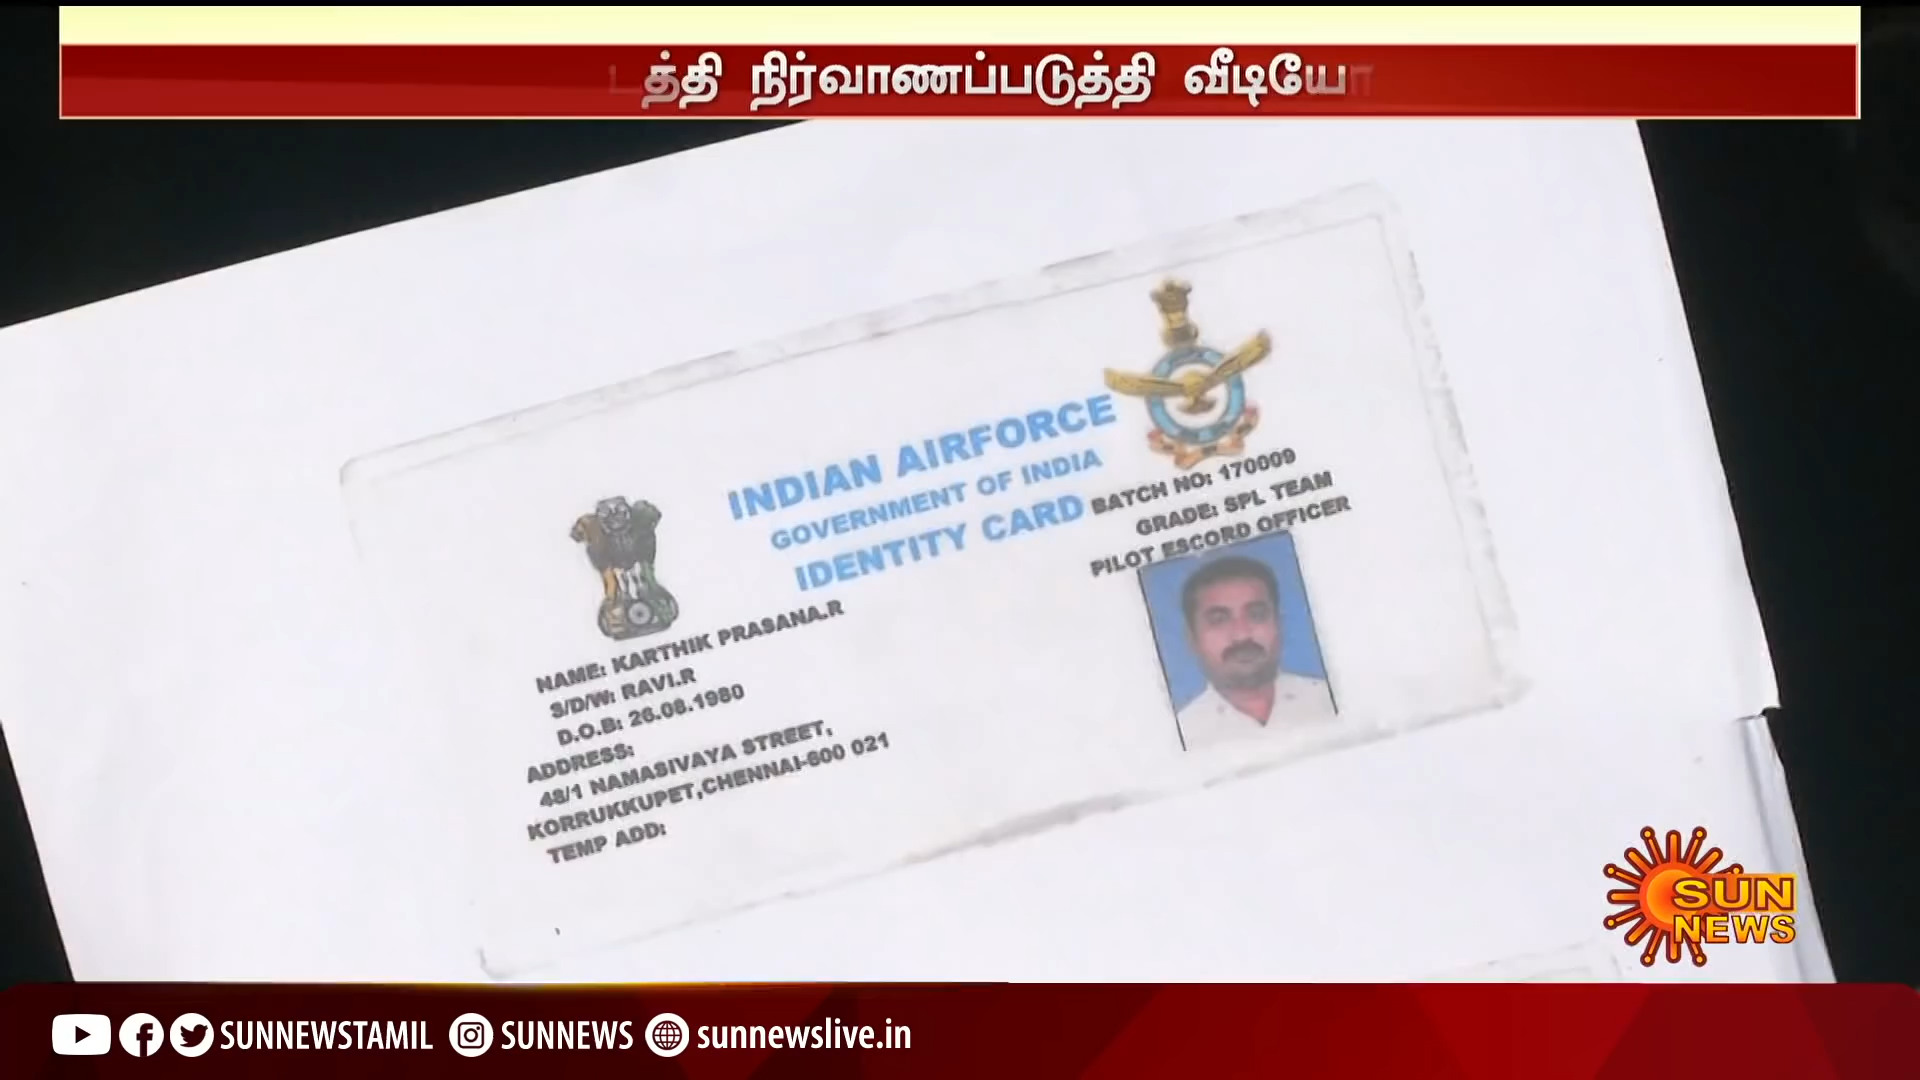 டத்தி நிர்வாணப்படுத்தி வீடியோ
INDIAN AIRFORCE
GOVERNMENT OF INDIA
IDENTITY CARD
BATCH NO: 170009
GRADE: SPL TEAM
PILOT ESCORD OFFICER
NAME: KARTHIK PRASANA.R
S/D/W: RAVI.R
D.O.B: 26.08.1980
ADDRESS:
48/1 NAMASIVAYA STREET,
KORRUKKUPET,CHENNAI-600 021
TEMP ADD:
SUN
NEWS
SUNNEWSTAMIL SUNNEWS sunnewslive.in